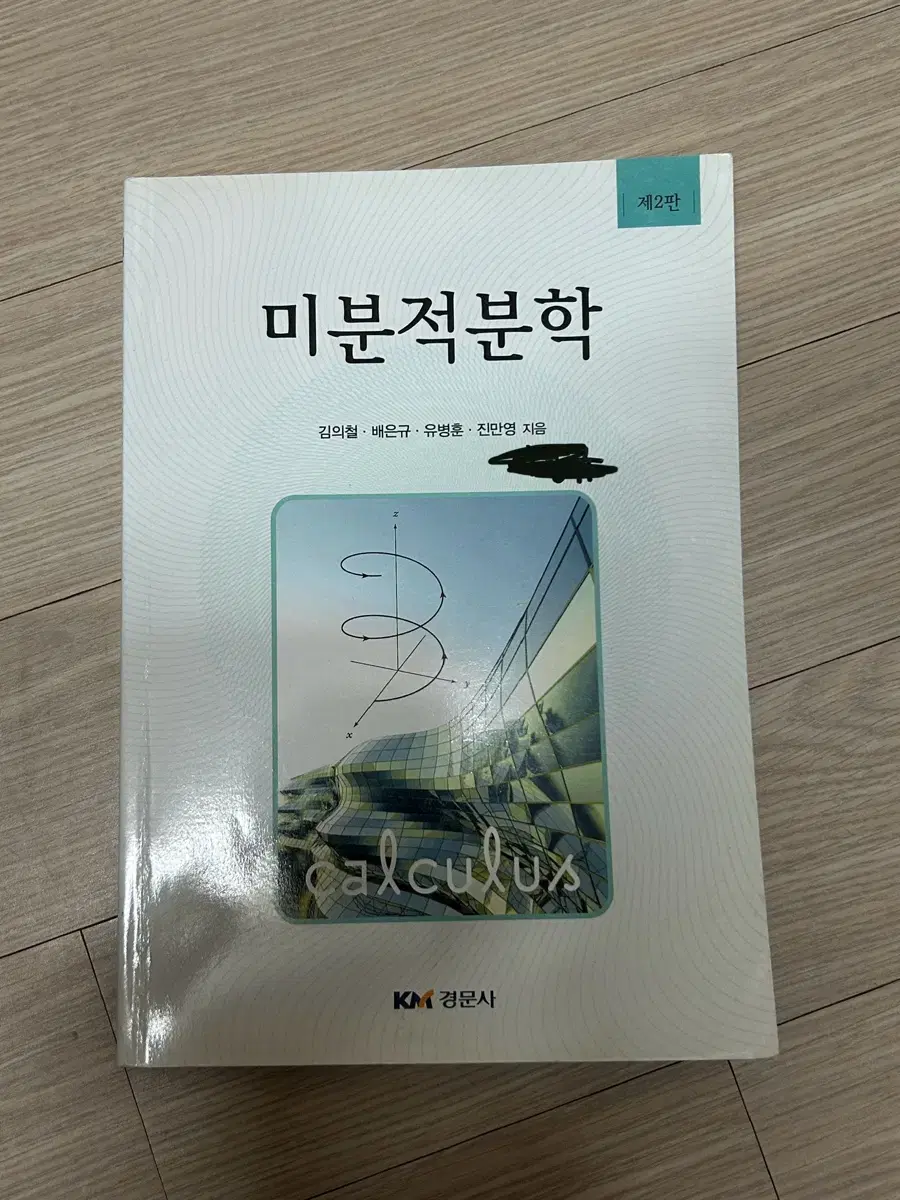 제2판
미분적분학
김의철 · 배은규 · 유병훈 · 진만영 지음
z
y
x
calculus
KM 경문사